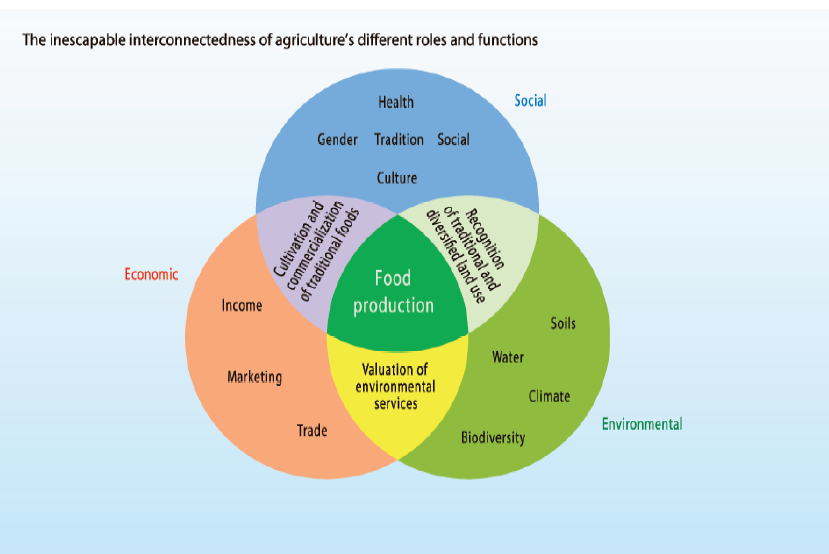 The inescapable interconnectedness of agriculture's different roles and functions
Social
Health
Gender Tradition Social
Culture
Cultivation and
commercialization
of traditional foods
Recognition
of traditional and
diversified land use
Economic
Food
production
Income
Marketing
Trade
Valuation of
environmental
services
Soils
Water
Climate
Biodiversity
Environmental